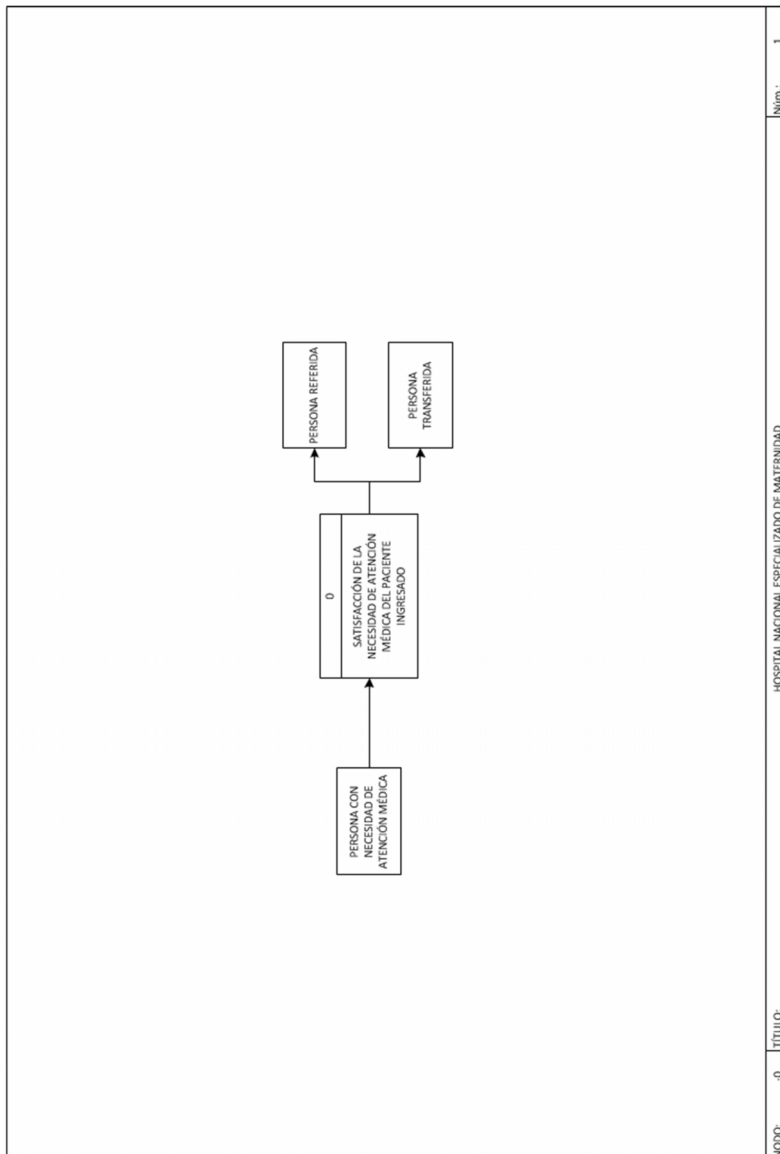 PERSONA CON
NECESIDAD DE
ATENCIÓN MÉDICA
0
SATISFACCIÓN DE LA
NECESIDAD DE ATENCIÓN
MÉDICA DEL PACIENTE
INGRESADO
PERSONA REFERIDA
PERSONA
TRANSFERIDA
TÍTULO:
HOSPITAL NACIONAL ESPECIALIZADO DE MATERNIDAD
Núm.: 1